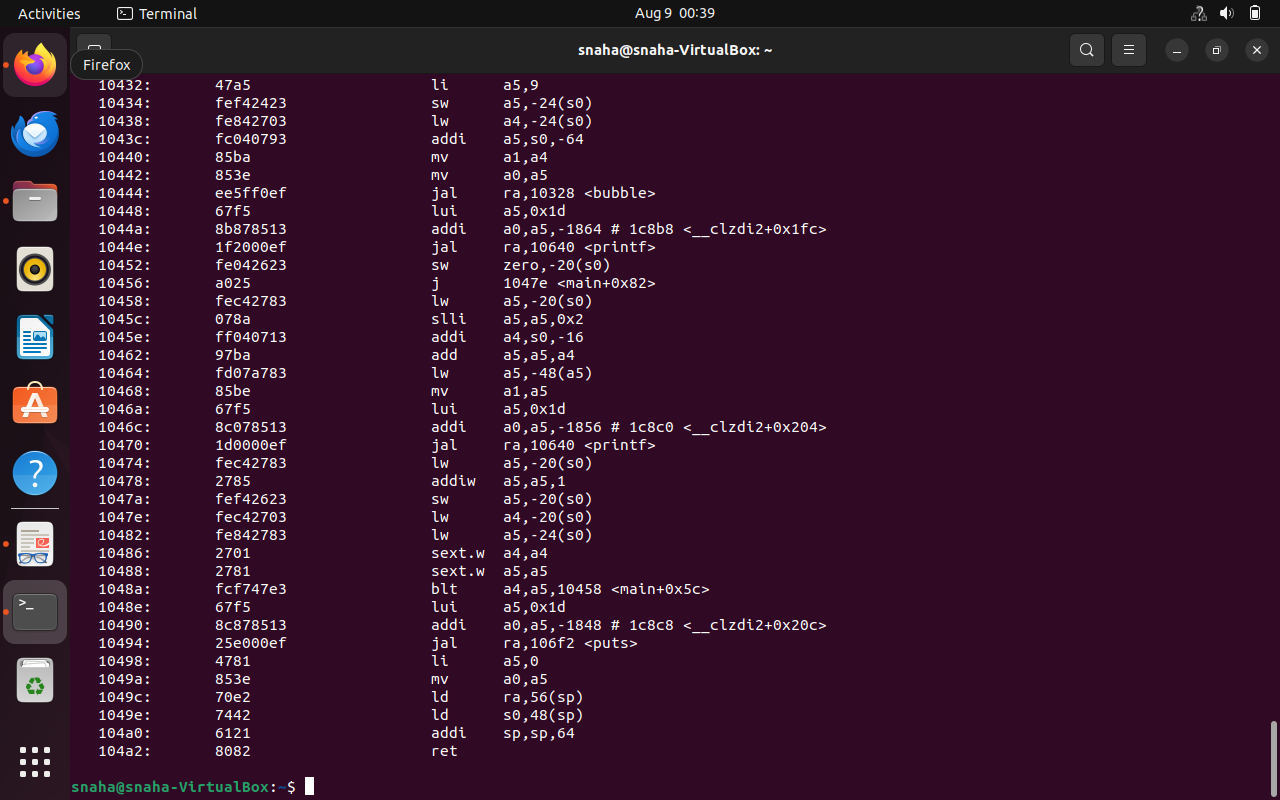 Activities Terminal Aug 9 00:39
snaha@snaha-VirtualBox: ~
Firefox
10432: 47a5 li a5,9
10434: fef42423 sw a5,-24(s0)
10438: fe842703 lw a4,-24(s0)
1043c: fc040793 addi a5,s0,-64
10440: 85ba mv a1,a4
10442: 853e mv a0,a5
10444: ee5ff0ef jal ra,10328 <bubble>
10448: 67f5 lui a5,0x1d
1044a: 8b878513 addi a0,a5,-1864 # 1c8b8 <__clzdi2+0x1fc>
1044e: 1f2000ef jal ra,10640 <printf>
10452: fe042623 sw zero,-20(s0)
10456: a025 j 1047e <main+0x82>
10458: fec42783 lw a5,-20(s0)
1045c: 078a slli a5,a5,0x2
1045e: ff040713 addi a4,s0,-16
10462: 97ba add a5,a5,a4
10464: fd07a783 lw a5,-48(a5)
10468: 85be mv a1,a5
1046a: 67f5 lui a5,0x1d
1046c: 8c078513 addi a0,a5,-1856 # 1c8c0 <__clzdi2+0x204>
10470: 1d0000ef jal ra,10640 <printf>
10474: fec42783 lw a5,-20(s0)
10478: 2785 addiw a5,a5,1
1047a: fef42623 sw a5,-20(s0)
1047e: fec42703 lw a4,-20(s0)
10482: fe842783 lw a5,-24(s0)
10486: 2701 sext.w a4,a4
10488: 2781 sext.w a5,a5
1048a: fcf747e3 blt a4,a5,10458 <main+0x5c>
1048e: 67f5 lui a5,0x1d
10490: 8c878513 addi a0,a5,-1848 # 1c8c8 <__clzdi2+0x20c>
10494: 25e000ef jal ra,106f2 <puts>
10498: 4781 li a5,0
1049a: 853e mv a0,a5
1049c: 70e2 ld ra,56(sp)
1049e: 7442 ld s0,48(sp)
104a0: 6121 addi sp,sp,64
104a2: 8082 ret
snaha@snaha-VirtualBox:~$